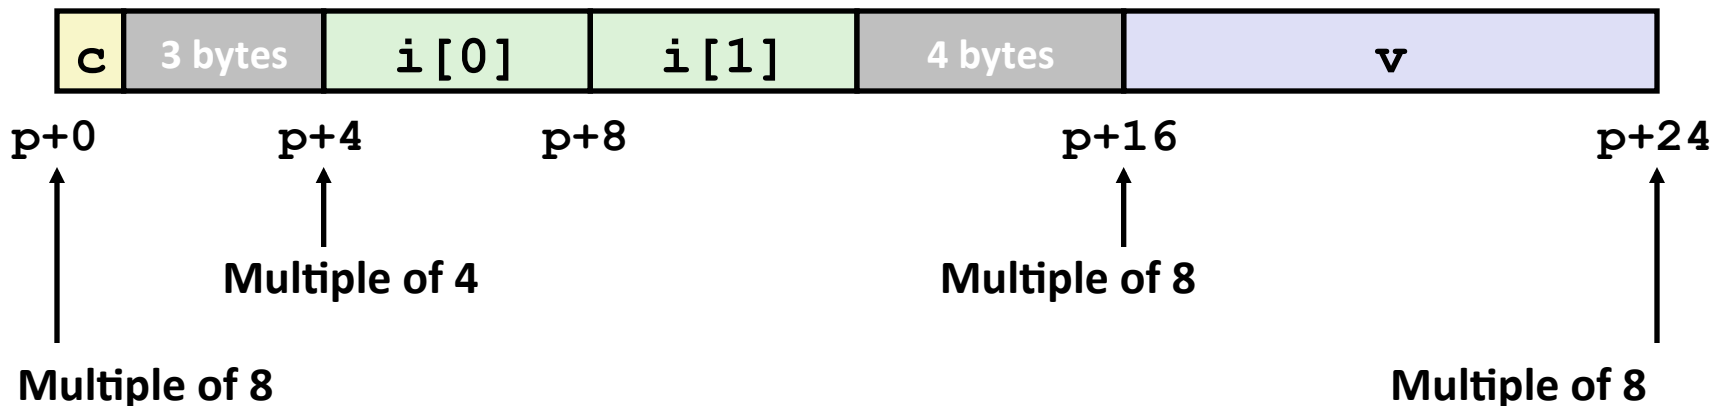 c 3 bytes i[0] i[1] 4 bytes v
p+0 p+4 p+8 p+16 p+24
Multiple of 4 Multiple of 8
Multiple of 8 Multiple of 8